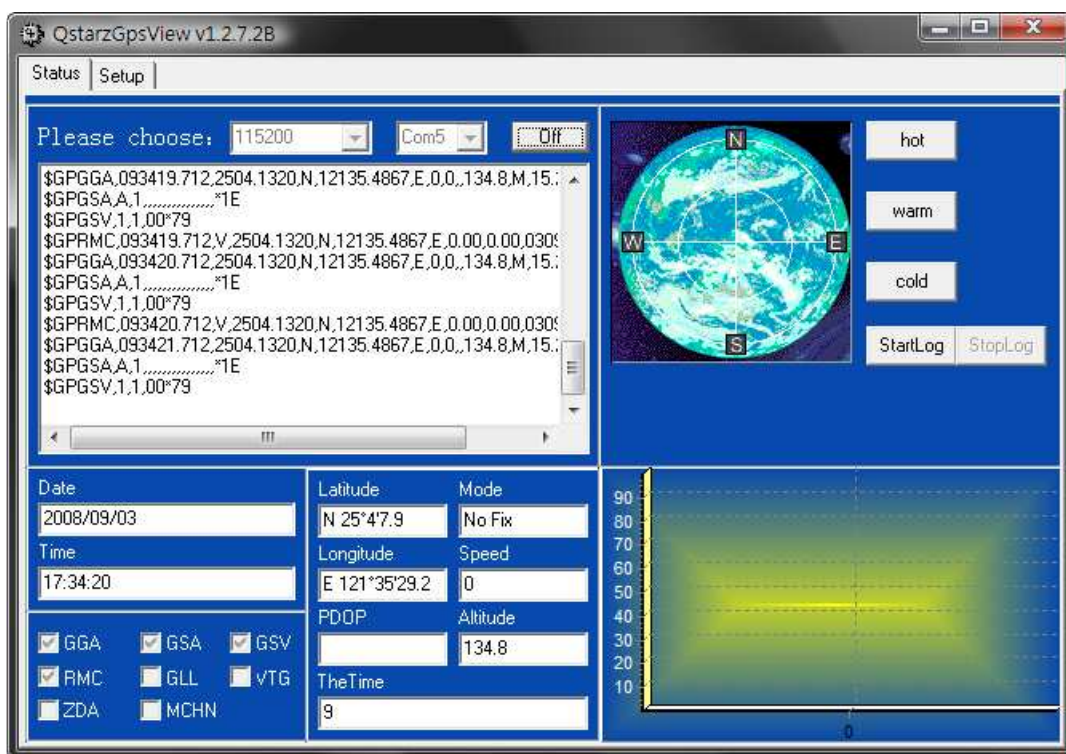 QstarzGpsView v1.2.7.2B
Status Setup
Please choose: 115200 Com5 Off
$GPGGA,093419.712,2504.1320,N,12135.4867,E,0,0,,134.8,M,15.
$GPGSA,A,1,,,,,,,,,,,,,,,*1E
$GPGSV,1,1,00*79
$GPRMC,093419.712,V,2504.1320,N,12135.4867,E,0.00,0.00,0309
$GPGGA,093420.712,2504.1320,N,12135.4867,E,0,0,,134.8,M,15.
$GPGSA,A,1,,,,,,,,,,,,,,,*1E
$GPGSV,1,1,00*79
$GPRMC,093420.712,V,2504.1320,N,12135.4867,E,0.00,0.00,0309
$GPGGA,093421.712,2504.1320,N,12135.4867,E,0,0,,134.8,M,15.
$GPGSA,A,1,,,,,,,,,,,,,,,*1E
$GPGSV,1,1,00*79
N
W E
S
hot
warm
cold
StartLog StopLog
Date
2008/09/03
Time
17:34:20
GGA GSA GSV
RMC GLL VTG
ZDA MCHN
Latitude Mode
N 25°4'7.9 No Fix
Longitude Speed
E 121°35'29.2 0
PDOP Altitude
134.8
TheTime
9
90
80
70
60
50
40
30
20
10
0